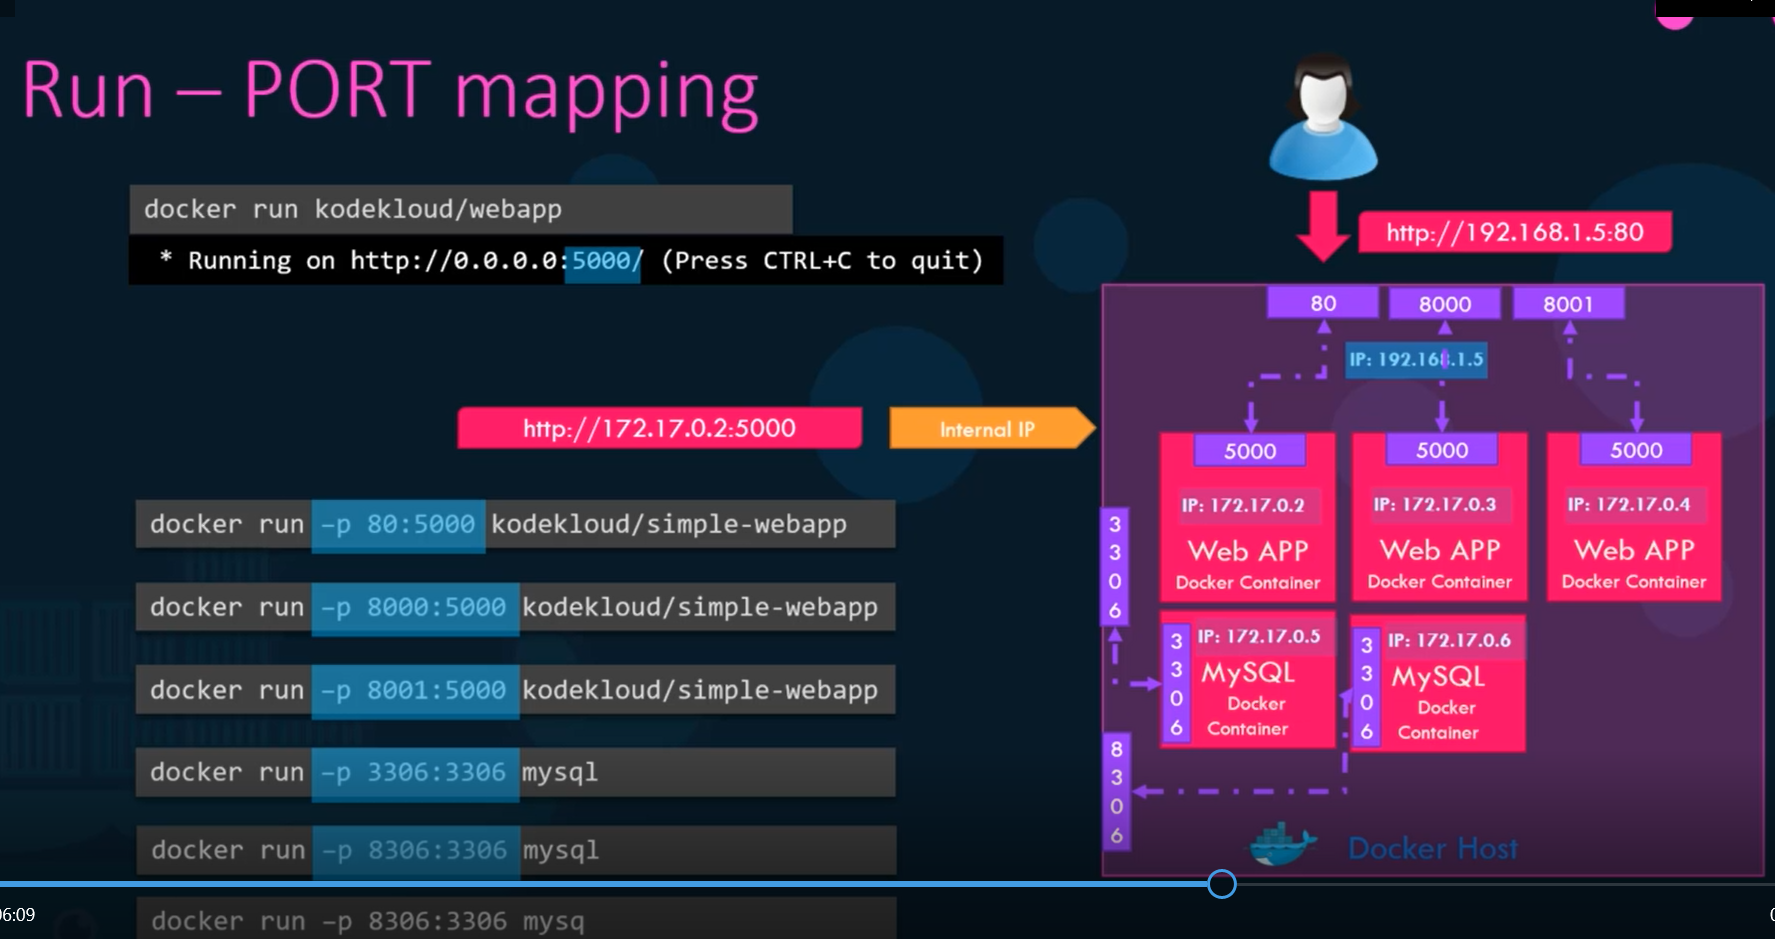 Run – PORT mapping
docker run kodekloud/webapp
* Running on http://0.0.0.0:5000/ (Press CTRL+C to quit)
http://192.168.1.5:80
80
8000
8001
IP: 192.168.1.5
http://172.17.0.2:5000
Internal IP
5000
5000
5000
IP: 172.17.0.2
IP: 172.17.0.3
IP: 172.17.0.4
Web APP
Docker Container
Web APP
Docker Container
Web APP
Docker Container
3306
3306
IP: 172.17.0.5
MySQL
Docker
Container
3306
IP: 172.17.0.6
MySQL
Docker
Container
8306
Docker Host
docker run -p 80:5000 kodekloud/simple-webapp
docker run -p 8000:5000 kodekloud/simple-webapp
docker run -p 8001:5000 kodekloud/simple-webapp
docker run -p 3306:3306 mysql
docker run -p 8306:3306 mysql
docker run -p 8306:3306 mysq
06:09